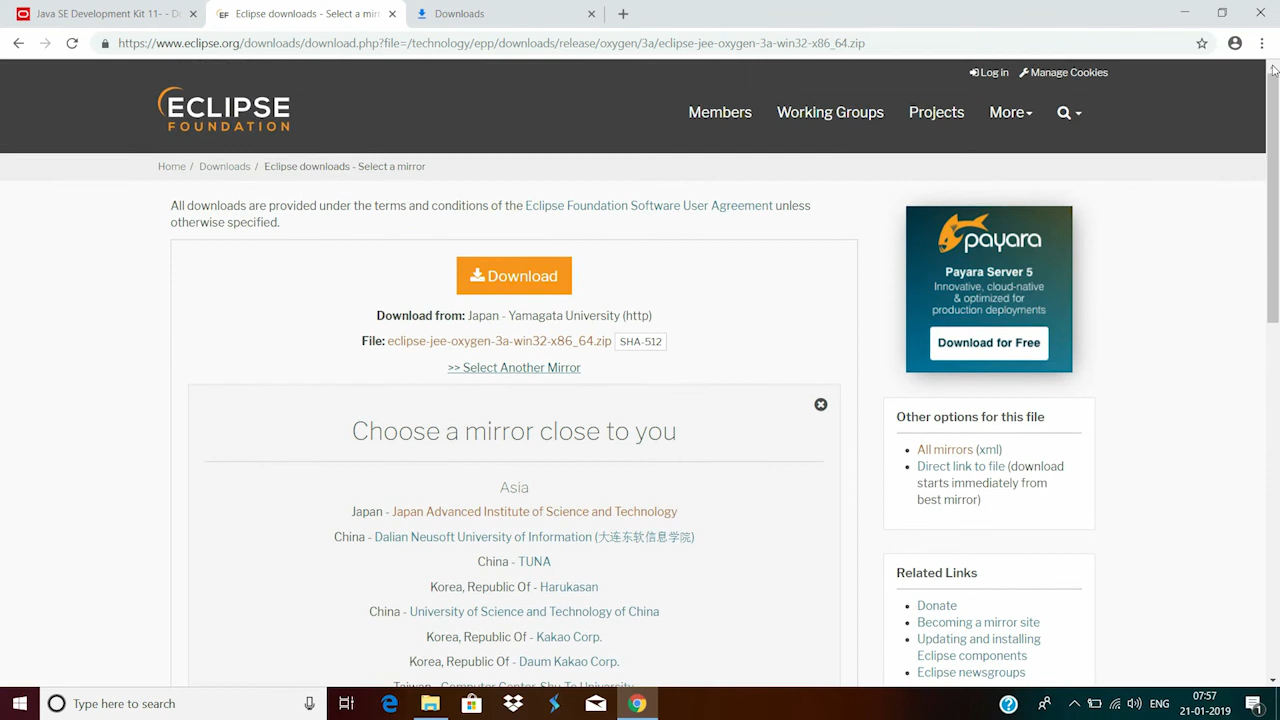 Java SE Development Kit 11- - Do
Eclipse downloads - Select a mirr
Downloads
https://www.eclipse.org/downloads/download.php?file=/technology/epp/downloads/release/oxygen/3a/eclipse-jee-oxygen-3a-win32-x86_64.zip
Log in
Manage Cookies
ECLIPSE
FOUNDATION
Members
Working Groups
Projects
More
Home / Downloads / Eclipse downloads - Select a mirror
All downloads are provided under the terms and conditions of the Eclipse Foundation Software User Agreement unless
otherwise specified.
Download
Download from: Japan - Yamagata University (http)
File: eclipse-jee-oxygen-3a-win32-x86_64.zip SHA-512
>> Select Another Mirror
Choose a mirror close to you
Asia
Japan - Japan Advanced Institute of Science and Technology
China - Dalian Neusoft University of Information (大连东软信息学院)
China - TUNA
Korea, Republic Of - Harukasan
China - University of Science and Technology of China
Korea, Republic Of - Kakao Corp.
Korea, Republic Of - Daum Kakao Corp.
Taiwan - Computer Center, Shu-Te University
payara
Payara Server 5
Innovative, cloud-native
& optimized for
production deployments
Download for Free
Other options for this file
All mirrors (xml)
Direct link to file (download
starts immediately from
best mirror)
Related Links
Donate
Becoming a mirror site
Updating and installing
Eclipse components
Eclipse newsgroups
Type here to search
ENG
07:57
21-01-2019
1